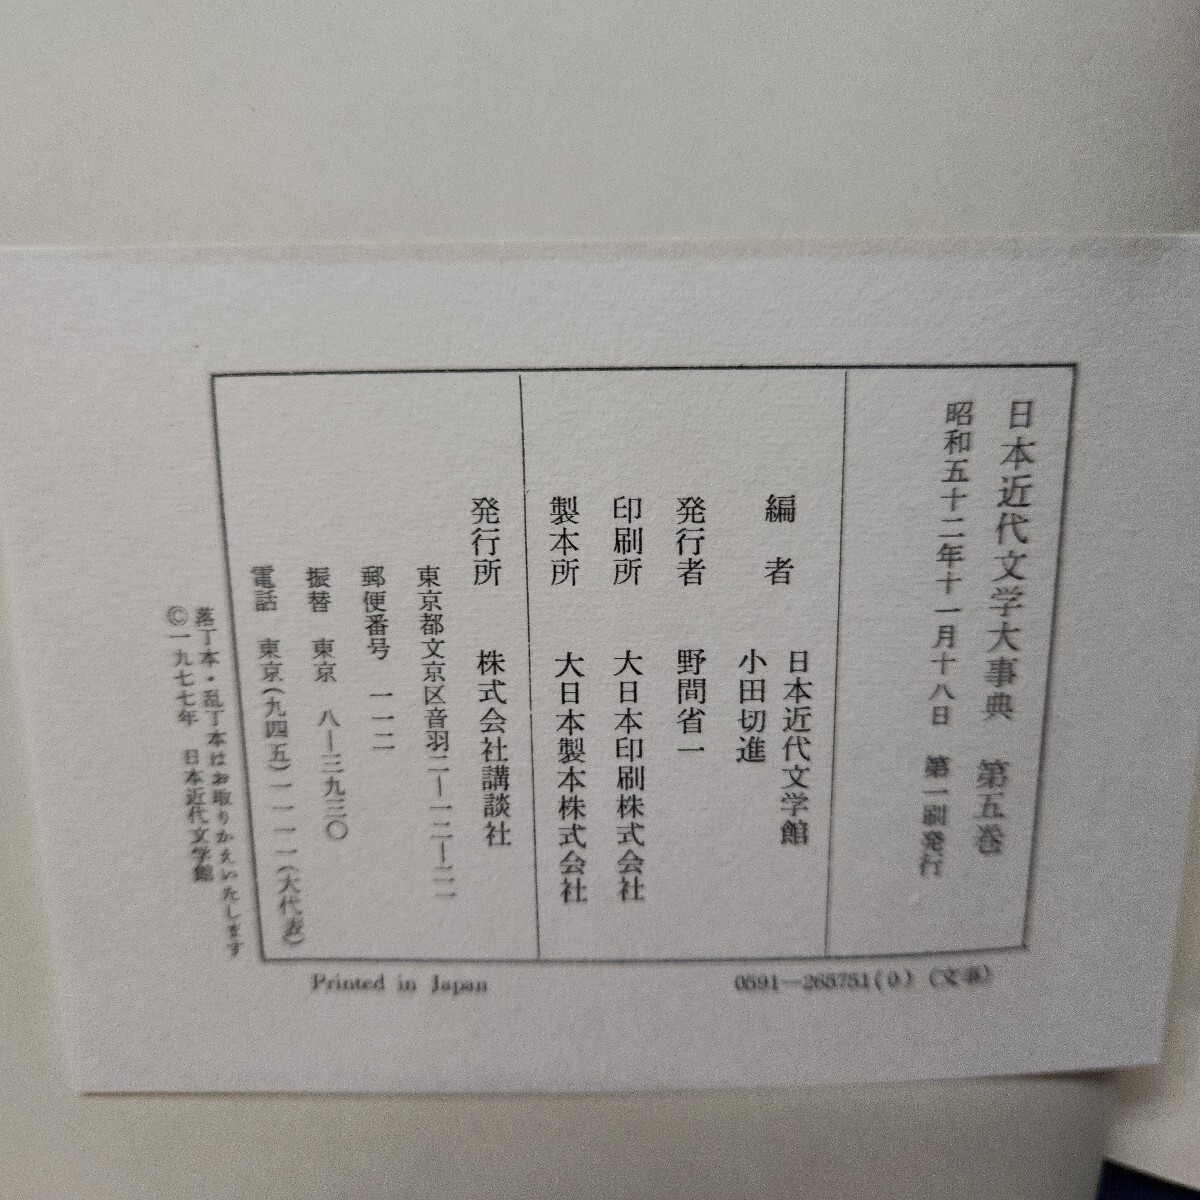 日本近代文学大事典　第五巻
昭和五十二年十一月十八日　第一刷発行
編者　日本近代文学館
小田切進
発行者　野間省一
印刷所　大日本印刷株式会社
製本所　大日本製本株式会社
発行所　株式会社講談社
東京都文京区音羽二―一二―二一
郵便番号　一一二
振替　東京　八―三九三〇
電話　東京(九四五)一一一一(大代表)
落丁本・乱丁本はお取りかえいたします
©一九七七年　日本近代文学館
0591―265751(0)(文事)
Printed in Japan